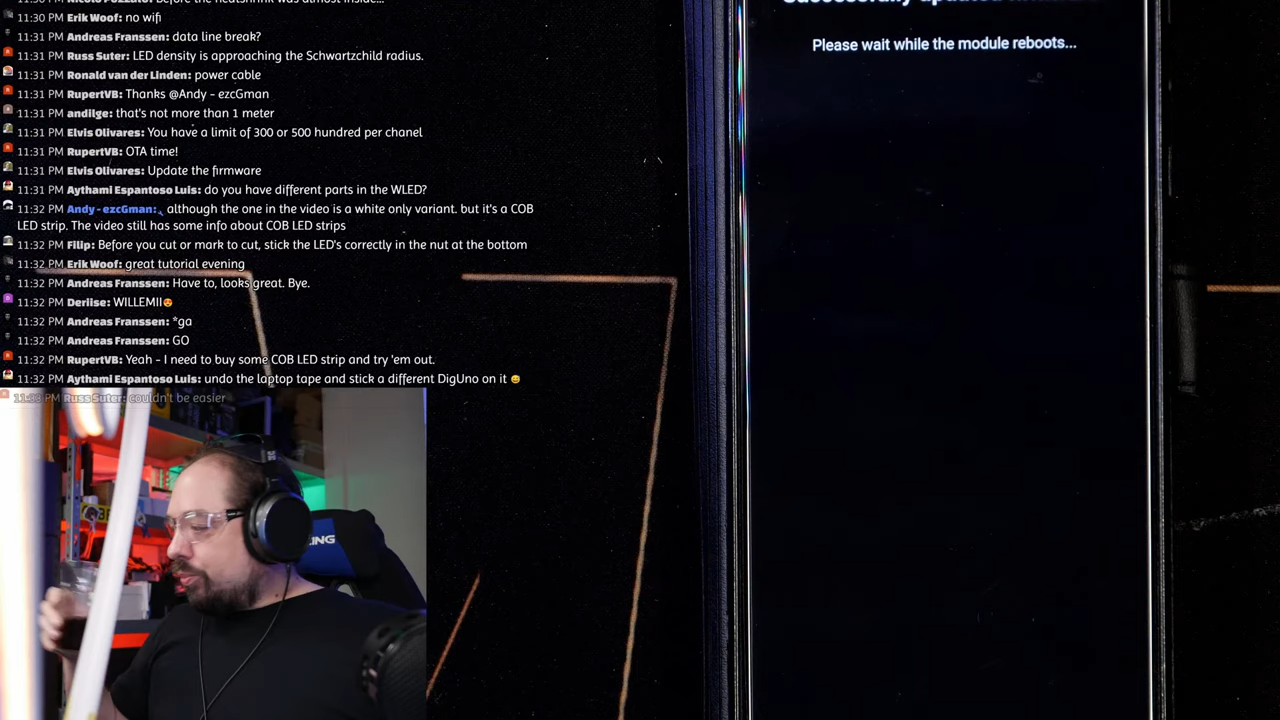 11:30 PM Erik Woof: no wifi
11:31 PM Andreas Franssen: data line break?
11:31 PM Russ Suter: LED density is approaching the Schwartzchild radius.
11:31 PM Ronald van der Linden: power cable
11:31 PM RupertVB: Thanks @Andy - ezcGman
11:31 PM andilge: that's not more than 1 meter
11:31 PM Elvis Olivares: You have a limit of 300 or 500 hundred per chanel
11:31 PM RupertVB: OTA time!
11:31 PM Elvis Olivares: Update the firmware
11:31 PM Aythami Espantoso Luis: do you have different parts in the WLED?
11:32 PM Andy - ezcGman: although the one in the video is a white only variant. but it's a COB
LED strip. The video still has some info about COB LED strips
11:32 PM Filip: Before you cut or mark to cut, stick the LED's correctly in the nut at the bottom
11:32 PM Erik Woof: great tutorial evening
11:32 PM Andreas Franssen: Have to, looks great. Bye.
11:32 PM Deriise: WILLEMII😍
11:32 PM Andreas Franssen: *ga
11:32 PM Andreas Franssen: GO
11:32 PM RupertVB: Yeah - I need to buy some COB LED strip and try 'em out.
11:32 PM Aythami Espantoso Luis: undo the laptop tape and stick a different DigUno on it 😅
11:33 PM Russ Suter: couldn't be easier
Successfully updated
Please wait while the module reboots...